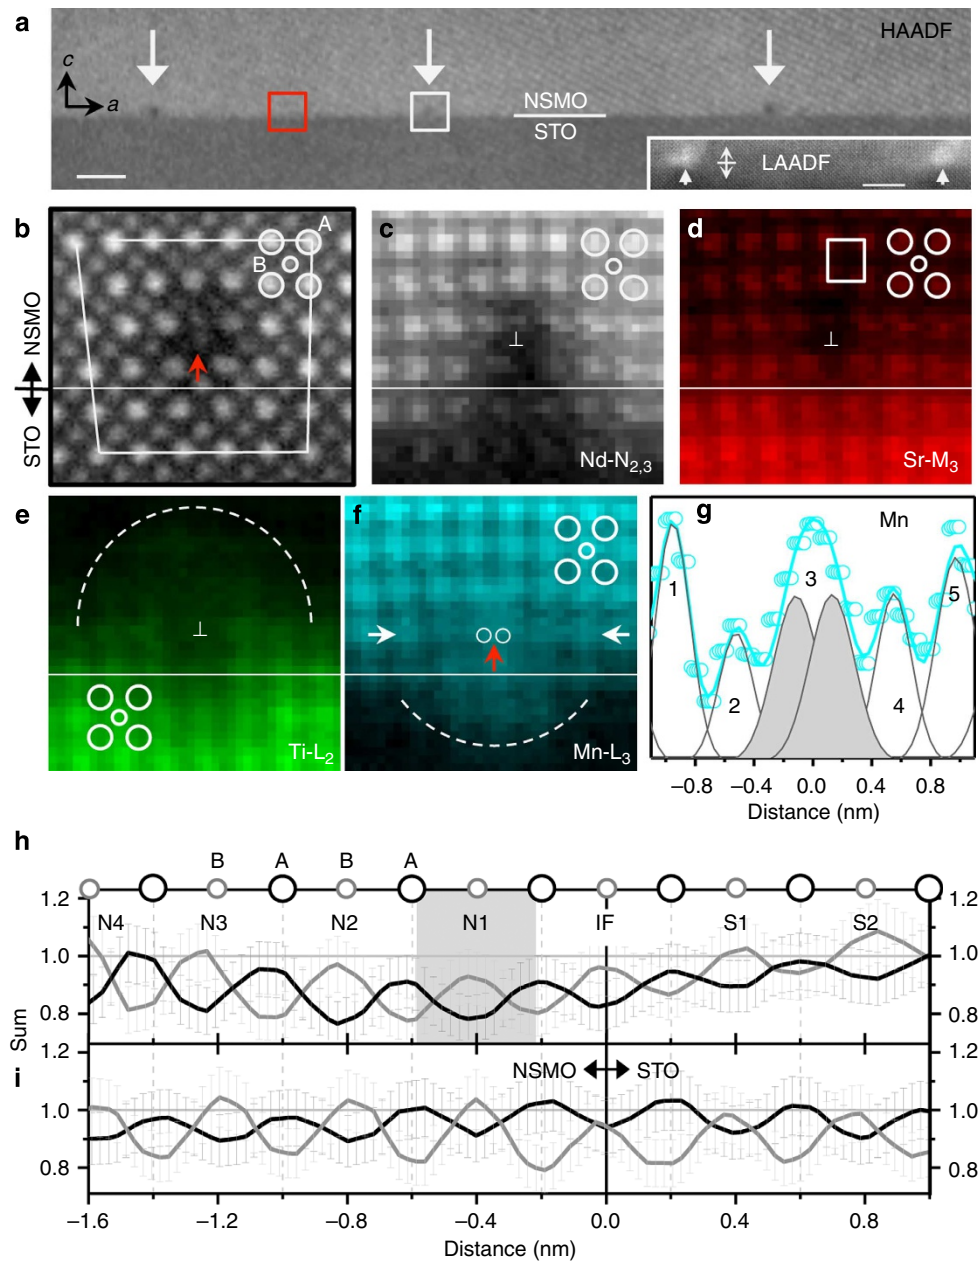 a
HAADF
c
a
NSMO
STO
LAADF
b
A
B
STO NSMO
c
⊥
Nd-N2,3
d
⊥
Sr-M3
e
⊥
Ti-L2
f
Mn-L3
g
Mn
1
2
3
4
5
−0.8 −0.4 0.0 0.4 0.8
Distance (nm)
h
B A B A
1.2 1.2
N4 N3 N2 N1 IF S1 S2
1.0 1.0
0.8 0.8
Sum
i
1.2 1.2
NSMO STO
1.0 1.0
0.8 0.8
−1.6 −1.2 −0.8 −0.4 0.0 0.4 0.8
Distance (nm)